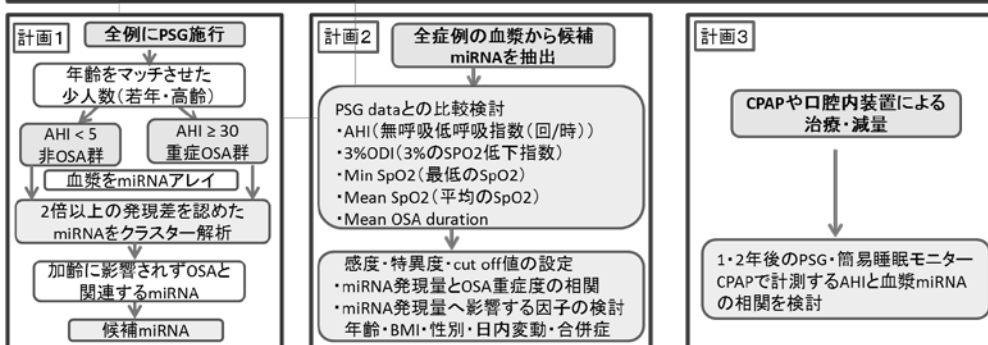 計画1
全例にPSG施行
年齢をマッチさせた
少人数(若年・高齢)
AHI < 5
非OSA群
AHI ≥ 30
重症OSA群
血漿をmiRNAアレイ
2倍以上の発現差を認めた
miRNAをクラスター解析
加齢に影響されずOSAと
関連するmiRNA
候補miRNA
計画2
全症例の血漿から候補
miRNAを抽出
PSG dataとの比較検討
・AHI(無呼吸低呼吸指数(回/時))
・3%ODI(3%のSPO2低下指数)
・Min SpO2(最低のSpO2)
・Mean SpO2(平均のSpO2)
・Mean OSA duration
感度・特異度・cut off値の設定
・miRNA発現量とOSA重症度の相関
・miRNA発現量へ影響する因子の検討
年齢・BMI・性別・日内変動・合併症
計画3
CPAPや口腔内装置による
治療・減量
1・2年後のPSG・簡易睡眠モニター
CPAPで計測するAHIと血漿miRNA
の相関を検討